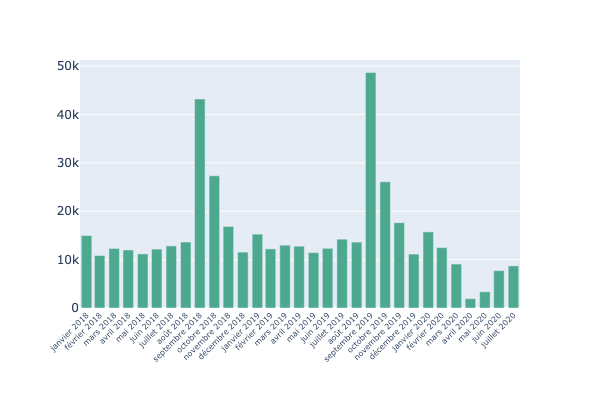 50k
40k
30k
20k
10k
0
janvier 2018
février 2018
mars 2018
avril 2018
mai 2018
juin 2018
juillet 2018
août 2018
septembre 2018
octobre 2018
novembre 2018
décembre 2018
janvier 2019
février 2019
mars 2019
avril 2019
mai 2019
juin 2019
juillet 2019
août 2019
septembre 2019
octobre 2019
novembre 2019
décembre 2019
janvier 2020
février 2020
mars 2020
avril 2020
mai 2020
juin 2020
juillet 2020